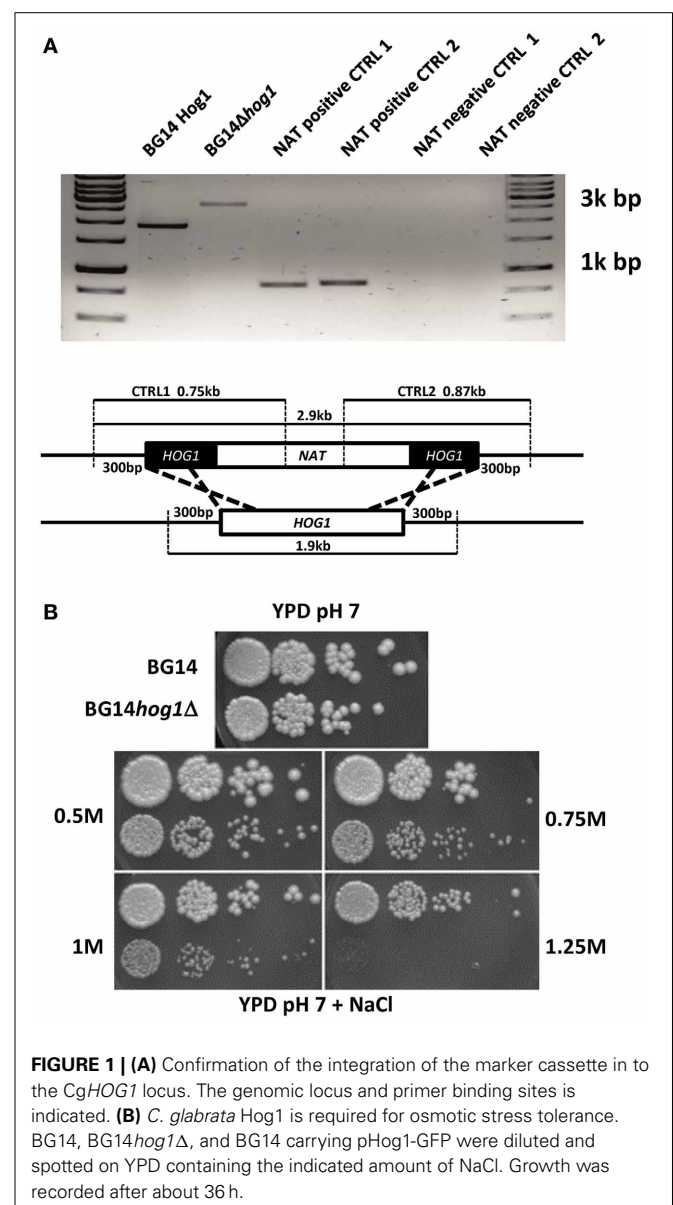 A
BG14 Hog1
BG14Δhog1
NAT positive CTRL 1
NAT positive CTRL 2
NAT negative CTRL 1
NAT negative CTRL 2
3k bp
1k bp
CTRL1 0.75kb
CTRL2 0.87kb
2.9kb
HOG1
NAT
HOG1
300bp
300bp
300bp
300bp
HOG1
1.9kb
B
YPD pH 7
BG14
BG14hog1Δ
0.5M
0.75M
1M
1.25M
YPD pH 7 + NaCl
FIGURE 1 | (A) Confirmation of the integration of the marker cassette in to
the CgHOG1 locus. The genomic locus and primer binding sites is
indicated. (B) C. glabrata Hog1 is required for osmotic stress tolerance.
BG14, BG14hog1Δ, and BG14 carrying pHog1-GFP were diluted and
spotted on YPD containing the indicated amount of NaCl. Growth was
recorded after about 36 h.